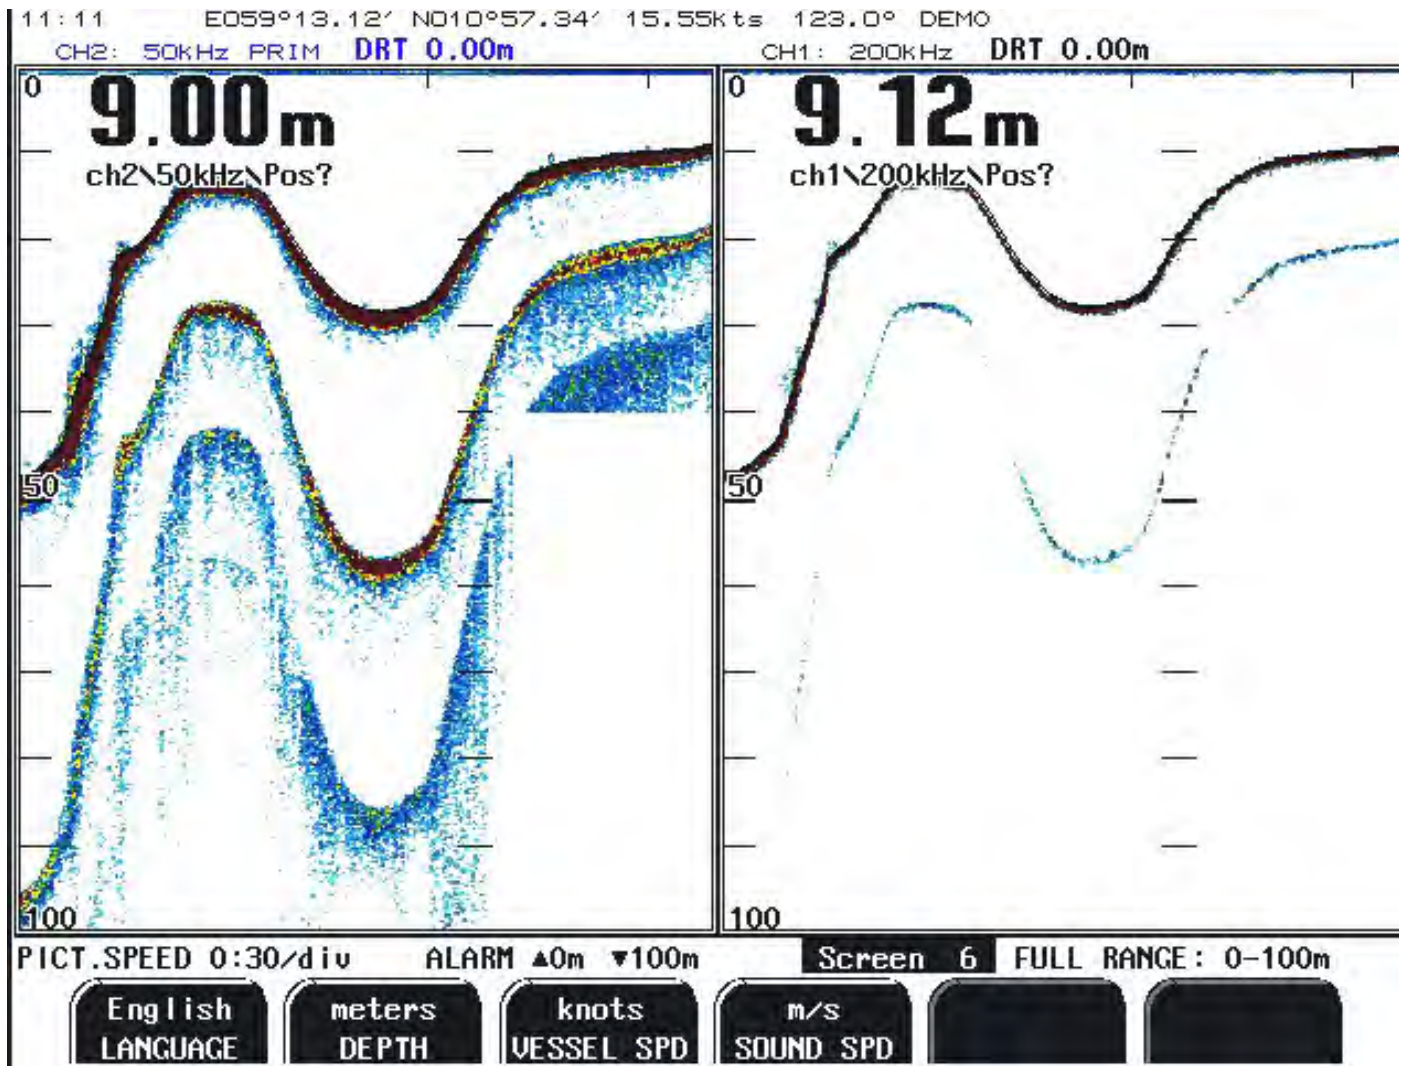 11:11 E059°13.12′ N010°57.34′ 15.55kts 123.0° DEMO
CH2: 50kHz PRIM DRT 0.00m CH1: 200kHz DRT 0.00m
0 9.00m 0 9.12m
ch2\50kHz\Pos? ch1\200kHz\Pos?
50 50
100 100
PICT.SPEED 0:30/div ALARM ▲0m ▼100m Screen 6 FULL RANGE: 0-100m
English meters knots m/s
LANGUAGE DEPTH VESSEL SPD SOUND SPD